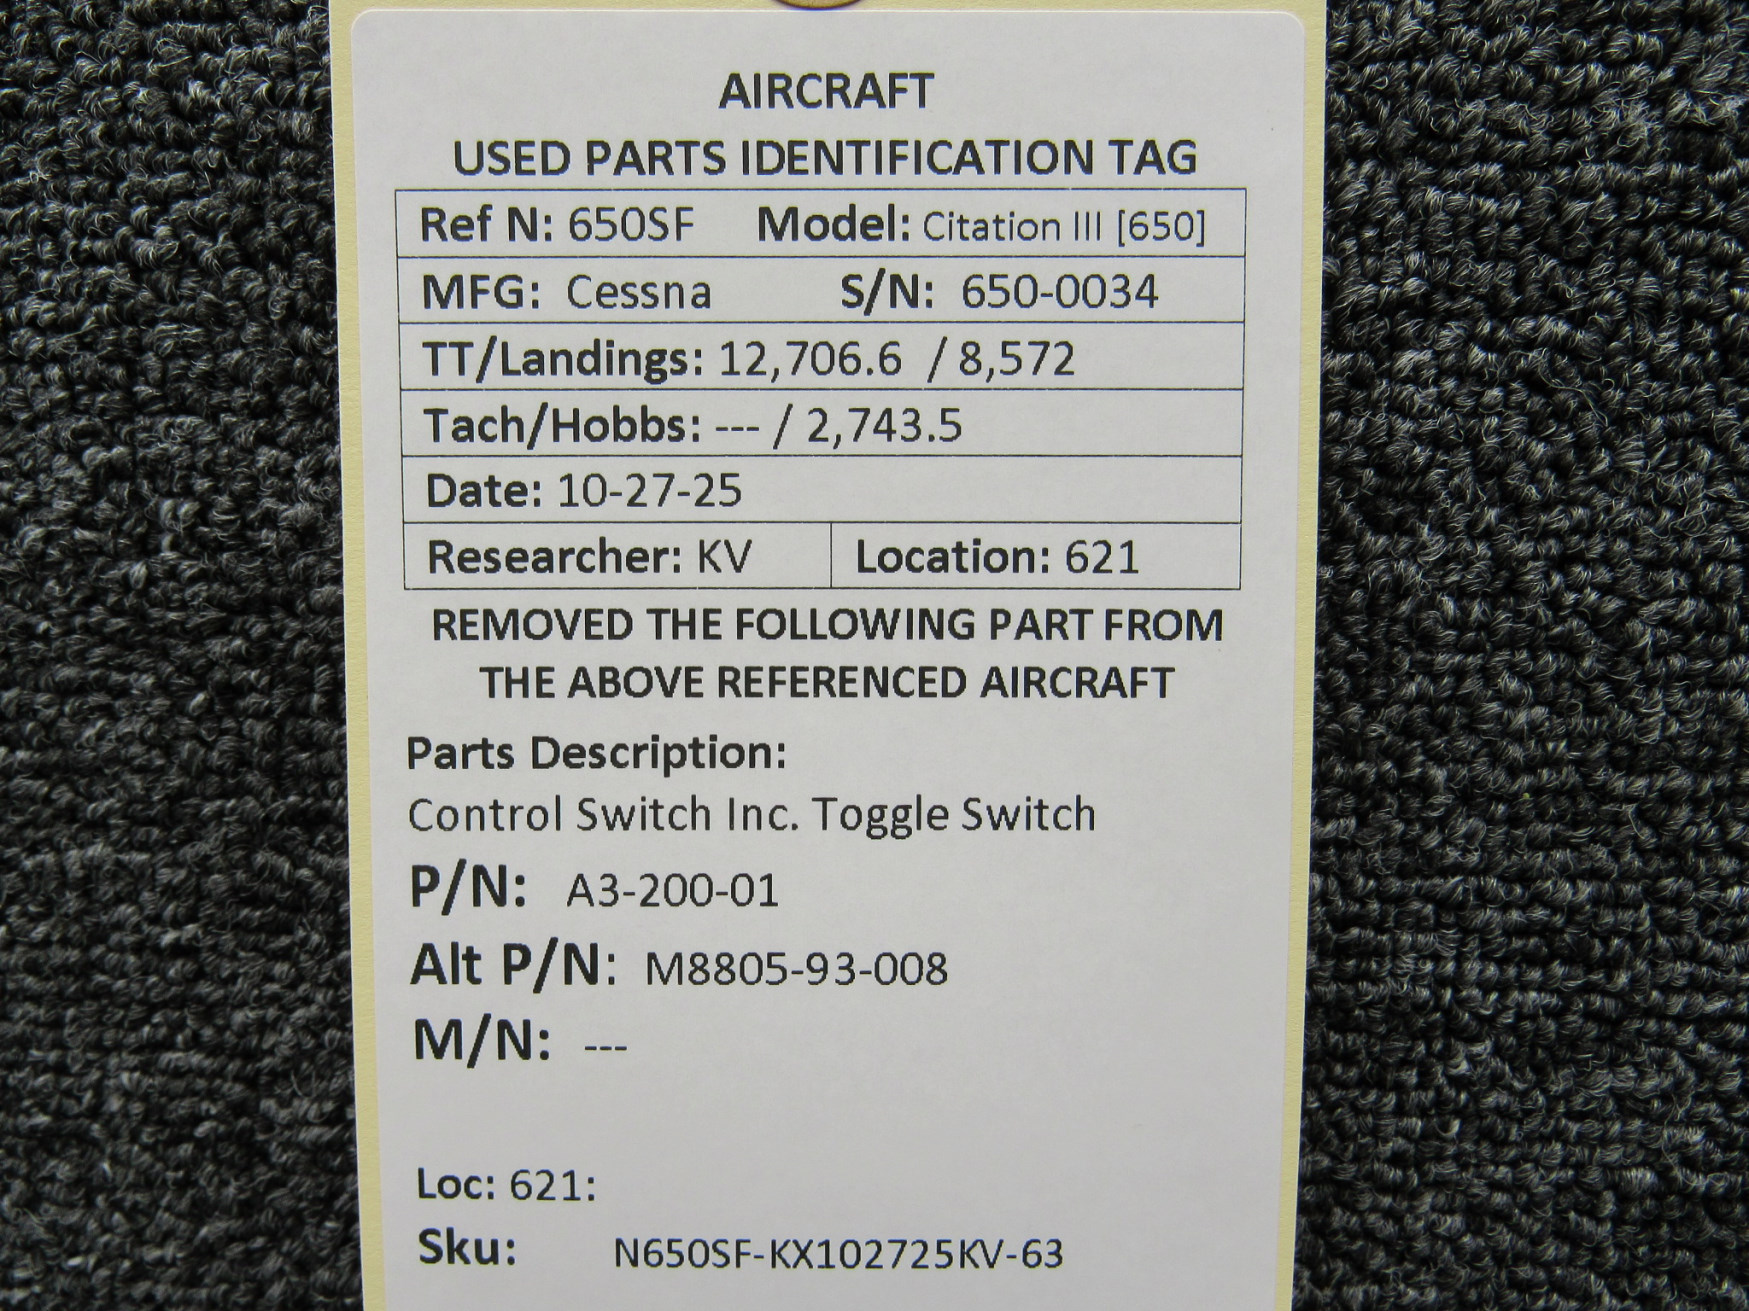 AIRCRAFT
USED PARTS IDENTIFICATION TAG
Ref N: 650SF Model: Citation III [650]
MFG: Cessna S/N: 650-0034
TT/Landings: 12,706.6 / 8,572
Tach/Hobbs: --- / 2,743.5
Date: 10-27-25
Researcher: KV Location: 621
REMOVED THE FOLLOWING PART FROM
THE ABOVE REFERENCED AIRCRAFT
Parts Description:
Control Switch Inc. Toggle Switch
P/N: A3-200-01
Alt P/N: M8805-93-008
M/N: ---
Loc: 621:
Sku: N650SF-KX102725KV-63